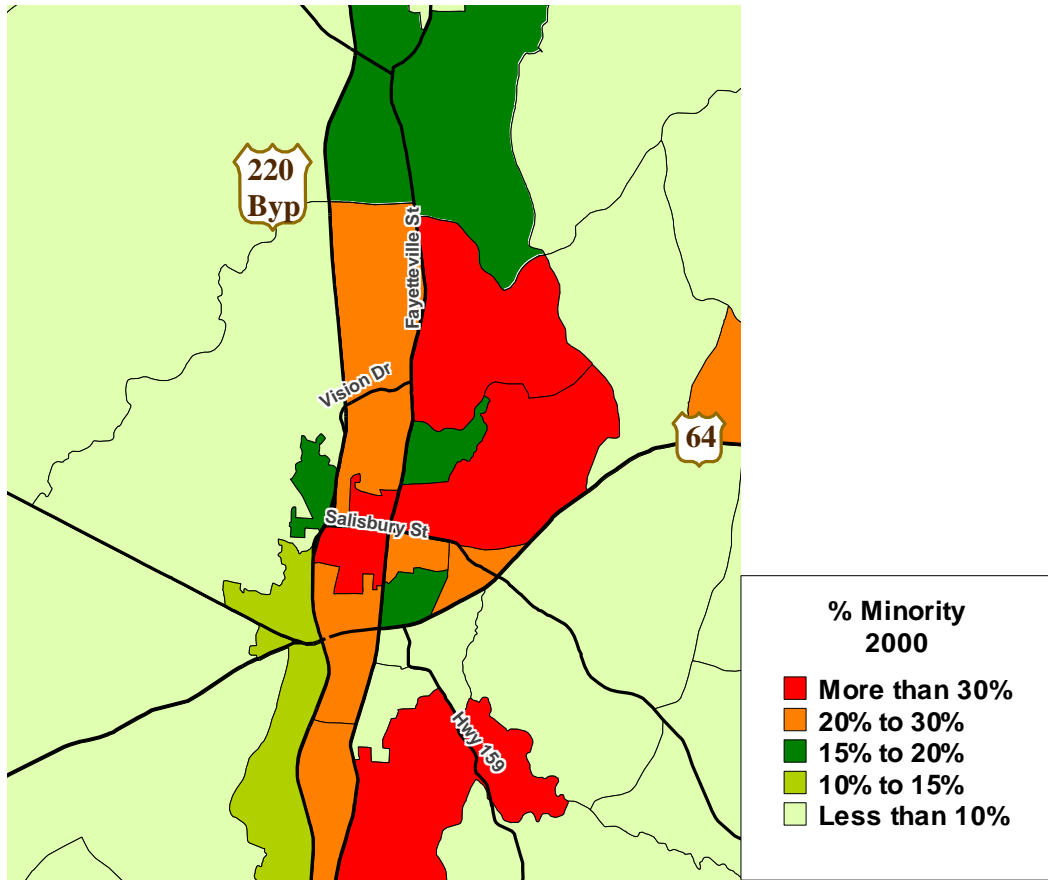 220
Byp
Fayetteville St
Vision Dr
64
Salisbury St
Hwy 159
% Minority
2000
More than 30%
20% to 30%
15% to 20%
10% to 15%
Less than 10%